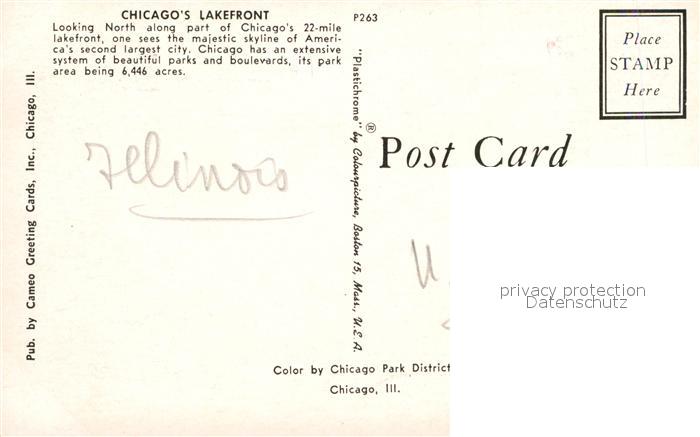 CHICAGO'S LAKEFRONT
Looking North along part of Chicago's 22-mile
lakefront, one sees the majestic skyline of Ameri-
ca's second largest city. Chicago has an extensive
system of beautiful parks and boulevards, its park
area being 6,446 acres.
P263
Place
STAMP
Here
Pub. by Cameo Greeting Cards, Inc., Chicago, Ill.
"Plastichrome" ® by Colourpicture, Boston 15, Mass., U.S.A.
Post Card
Illinois
U
privacy protection
Datenschutz
Color by Chicago Park District
Chicago, Ill.